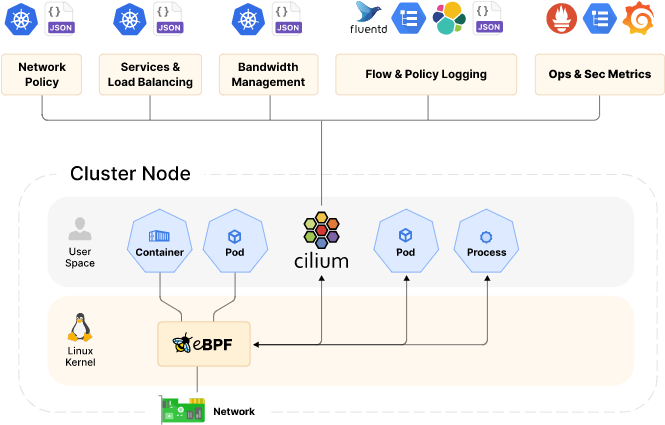 { }
JSON
{ }
JSON
{ }
JSON
fluentd
{ }
JSON
Network
Policy
Services &
Load Balancing
Bandwidth
Management
Flow & Policy Logging
Ops & Sec Metrics
Cluster Node
User
Space
Container
Pod
cilium
Pod
Process
Linux
Kernel
eBPF
Network